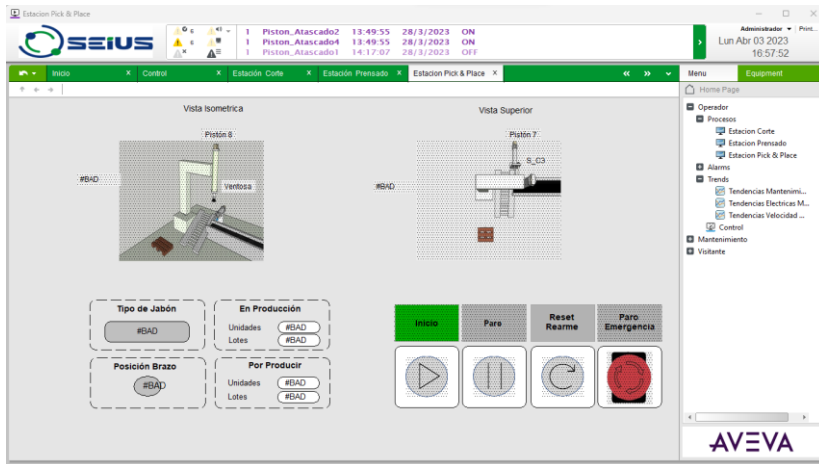 Estacion Pick & Place
SEIUS
6
6
1 Piston_Atascado2 13:49:55 28/3/2023 ON
1 Piston_Atascado4 13:49:55 28/3/2023 ON
1 Piston_Atascado1 14:17:07 28/3/2023 OFF
Administrador Print...
Lun Abr 03 2023
16:57:52
Inicio x Control x Estación Corte x Estación Prensado x Estacion Pick & Place x
Menu Equipment
Home Page
Operador
Procesos
Estacion Corte
Estacion Prensado
Estacion Pick & Place
Alarms
Trends
Tendencias Mantenimi...
Tendencias Electricas M...
Tendencias Velocidad ...
Control
Mantenimiento
Visitante
Vista Isometrica
Vista Superior
Pistón 8
Pistón 7
S_C3
#BAD
Ventosa
#BAD
Tipo de Jabón
#BAD
En Producción
Unidades #BAD
Lotes #BAD
Posición Brazo
#BAD
Por Producir
Unidades #BAD
Lotes #BAD
Inicio
Paro
Reset
Rearme
Paro
Emergencia
AVEVA